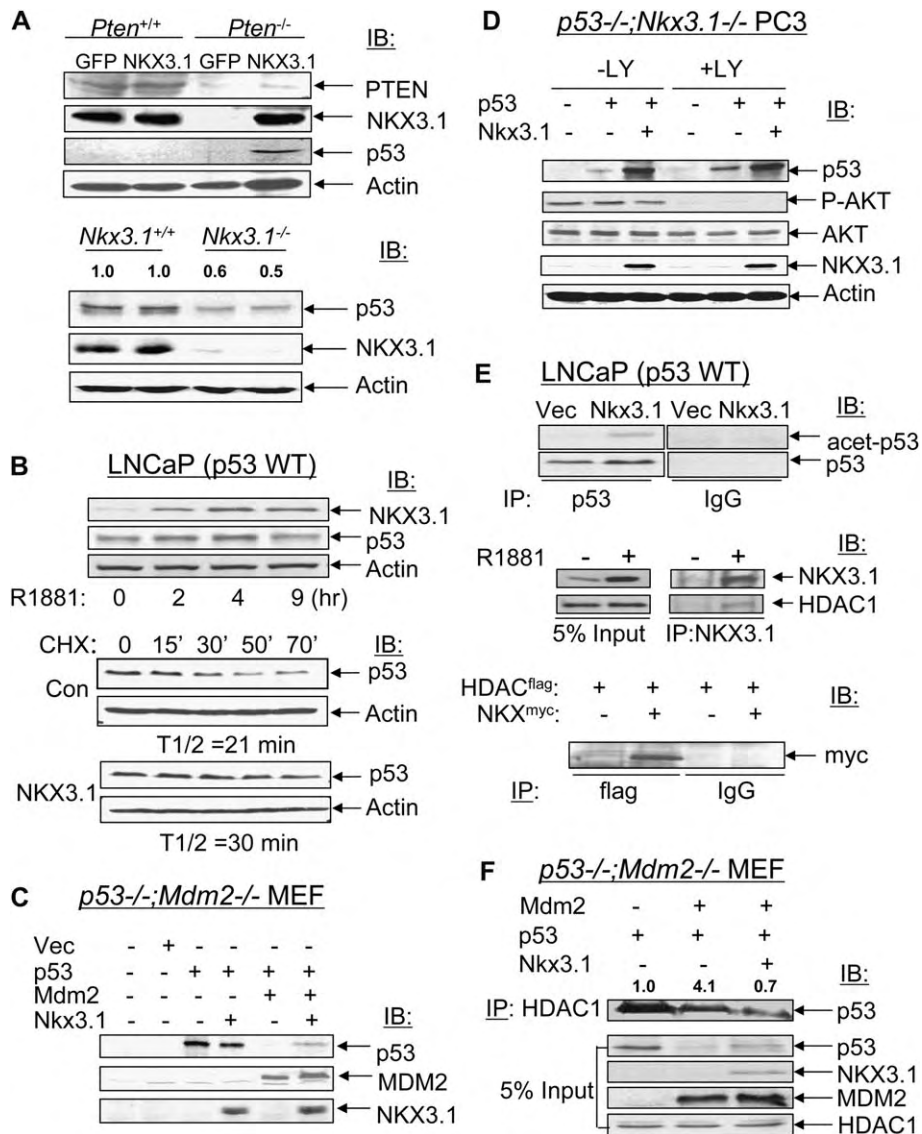 A
Pten+/+ Pten-/-
GFP NKX3.1 GFP NKX3.1 IB:
PTEN
NKX3.1
p53
Actin
Nkx3.1+/+ Nkx3.1-/- IB:
1.0 1.0 0.6 0.5
p53
NKX3.1
Actin
B
LNCaP (p53 WT)
IB:
NKX3.1
p53
Actin
R1881: 0 2 4 9 (hr)
CHX: 0 15' 30' 50' 70' IB:
Con
p53
Actin
T1/2 =21 min
NKX3.1
p53
Actin
T1/2 =30 min
C
p53-/-;Mdm2-/- MEF
Vec - + - - - -
p53 - - + + + +
Mdm2 - - - - + +
Nkx3.1 - - - + - + IB:
p53
MDM2
NKX3.1
D
p53-/-;Nkx3.1-/- PC3
-LY +LY
p53 - + + - + + IB:
Nkx3.1 - - + - - +
p53
P-AKT
AKT
NKX3.1
Actin
E
LNCaP (p53 WT)
Vec Nkx3.1 Vec Nkx3.1 IB:
acet-p53
p53
IP: p53 IgG
R1881 - + - + IB:
NKX3.1
HDAC1
5% Input IP:NKX3.1
HDACflag: + + + +
NKXmyc: - + - + IB:
myc
IP: flag IgG
F
p53-/-;Mdm2-/- MEF
Mdm2 - + +
p53 + + +
Nkx3.1 - - +
1.0 4.1 0.7 IB:
IP: HDAC1 p53
5% Input
p53
NKX3.1
MDM2
HDAC1